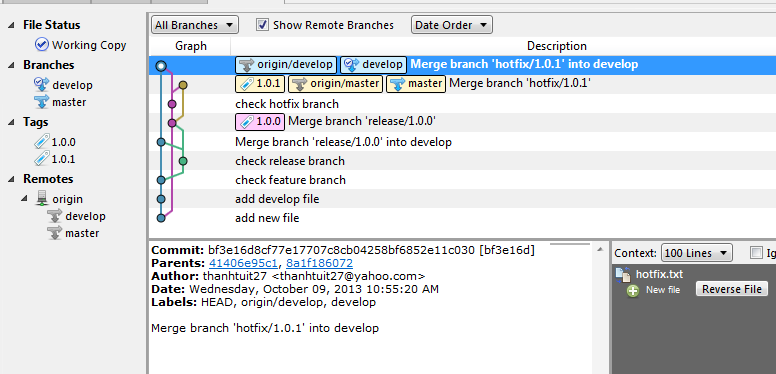 File Status
Working Copy
Branches
develop
master
Tags
1.0.0
1.0.1
Remotes
origin
develop
master
All Branches
Show Remote Branches
Date Order
Graph
Description
origin/develop develop Merge branch 'hotfix/1.0.1' into develop
1.0.1 origin/master master Merge branch 'hotfix/1.0.1'
check hotfix branch
1.0.0 Merge branch 'release/1.0.0'
Merge branch 'release/1.0.0' into develop
check release branch
check feature branch
add develop file
add new file
Commit: bf3e16d8cf77e17707c8cb04258bf6852e11c030 [bf3e16d]
Parents: 41406e95c1, 8a1f186072
Author: thanhtuit27 <thanhtuit27@yahoo.com>
Date: Wednesday, October 09, 2013 10:55:20 AM
Labels: HEAD, origin/develop, develop
Merge branch 'hotfix/1.0.1' into develop
Context: 100 Lines Ig
hotfix.txt
New file Reverse File